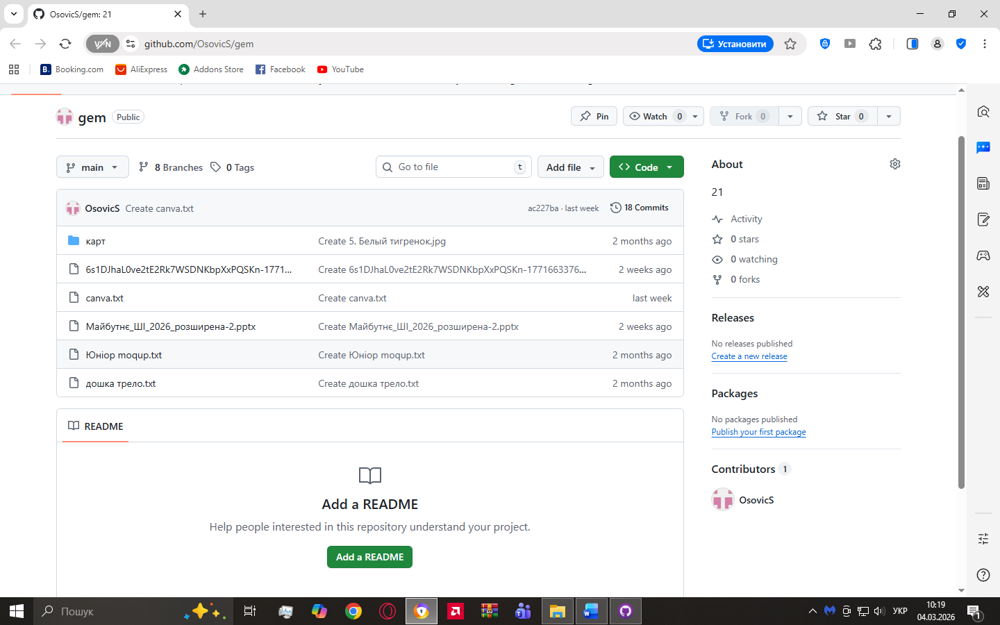 OsovicS/gem: 21
VPN
github.com/OsovicS/gem
Установити
B.
Booking.com
AliExpress
Addons Store
Facebook
YouTube
gem
Public
Pin
Watch 0
Fork 0
Star 0
main
8 Branches
0 Tags
Go to file
t
Add file
Code
OsovicS
Create canva.txt
ac227ba · last week
18 Commits
карт
Create 5. Белый тигренок.jpg
2 months ago
6s1DJhaL0ve2tE2Rk7WSDNKbpXxPQSKn-1771...
Create 6s1DJhaL0ve2tE2Rk7WSDNKbpXxPQSKn-1771663376...
2 weeks ago
canva.txt
Create canva.txt
last week
Майбутнє_ШІ_2026_розширена-2.pptx
Create Майбутнє_ШІ_2026_розширена-2.pptx
2 weeks ago
Юніор moqup.txt
Create Юніор moqup.txt
2 months ago
дошка трело.txt
Create дошка трело.txt
2 months ago
README
Add a README
Help people interested in this repository understand your project.
Add a README
About
21
Activity
0 stars
0 watching
0 forks
Releases
No releases published
Create a new release
Packages
No packages published
Publish your first package
Contributors 1
OsovicS
Пошук
УКР
10:19
04.03.2026
1